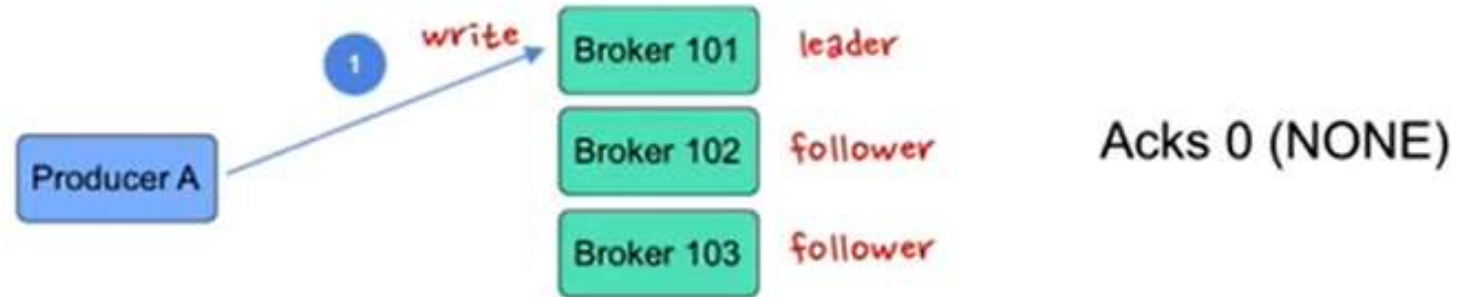 1
write
Broker 101
leader
Producer A
Broker 102
follower
Acks 0 (NONE)
Broker 103
follower